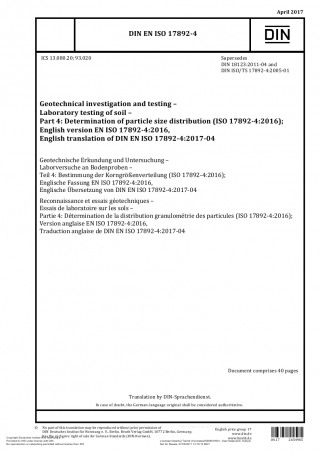 April 2017
DIN EN ISO 17892-4
DIN
ICS 13.080.20; 93.020
Supersedes
DIN 18123:2011-04 and
DIN ISO/TS 17892-4:2005-01
Geotechnical investigation and testing –
Laboratory testing of soil –
Part 4: Determination of particle size distribution (ISO 17892-4:2016);
English version EN ISO 17892-4:2016,
English translation of DIN EN ISO 17892-4:2017-04
Geotechnische Erkundung und Untersuchung –
Laborversuche an Bodenproben –
Teil 4: Bestimmung der Korngrößenverteilung (ISO 17892-4:2016);
Englische Fassung EN ISO 17892-4:2016,
Englische Übersetzung von DIN EN ISO 17892-4:2017-04
Reconnaissance et essais géotechniques –
Essais de laboratoire sur les sols –
Partie 4: Détermination de la distribution granulométrie des particules (ISO 17892-4:2016);
Version anglaise EN ISO 17892-4:2016,
Traduction anglaise de DIN EN ISO 17892-4:2017-04
Document comprises 40 pages
Translation by DIN-Sprachendienst.
In case of doubt, the German-language original shall be considered authoritative.
© No part of this translation may be reproduced without prior permission of
DIN Deutsches Institut für Normung e. V., Berlin. Beuth Verlag GmbH, 10772 Berlin, Germany,
has the exclusive right of sale for German Standards (DIN-Normen).
English price group 17
www.din.de
www.beuth.de